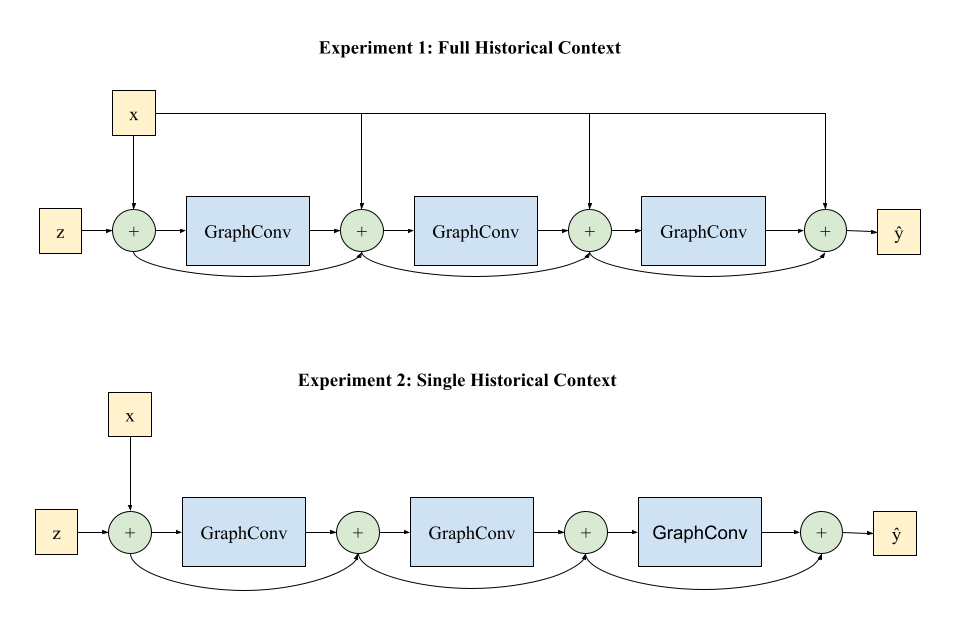 Experiment 1: Full Historical Context
x
z
+
GraphConv
+
GraphConv
+
GraphConv
+
ŷ
Experiment 2: Single Historical Context
x
z
+
GraphConv
+
GraphConv
+
GraphConv
+
ŷ